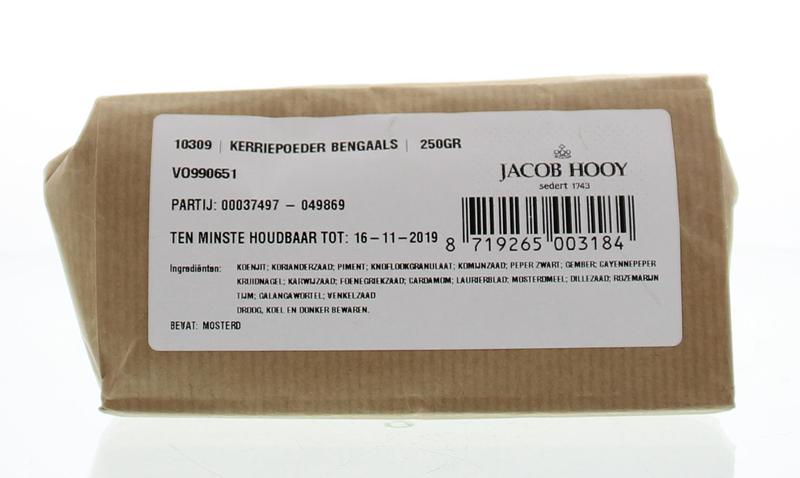 10309 | KERRIEPOEDER BENGAALS | 250GR
VO990651
PARTIJ: 00037497 - 049869
TEN MINSTE HOUDBAAR TOT: 16-11-2019
JACOB HOOY
sedert 1743
8 719265 003184
Ingrediënten: KOENJIT; KORIANDERZAAD; PIMENT; KNOFLOOKGRANULAAT; KOMIJNZAAD; PEPER ZWART; GEMBER; CAYENNEPEPER
KRUIDNAGEL; KARWIJZAAD; FOENEGRIEKZAAD; CARDAMOM; LAURIERBLAD; MOSTERDMEEL; DILLEZAAD; ROZEMARIJN
TIJM; GALANGAWORTEL; VENKELZAAD
DROOG, KOEL EN DONKER BEWAREN.
BEVAT: MOSTERD